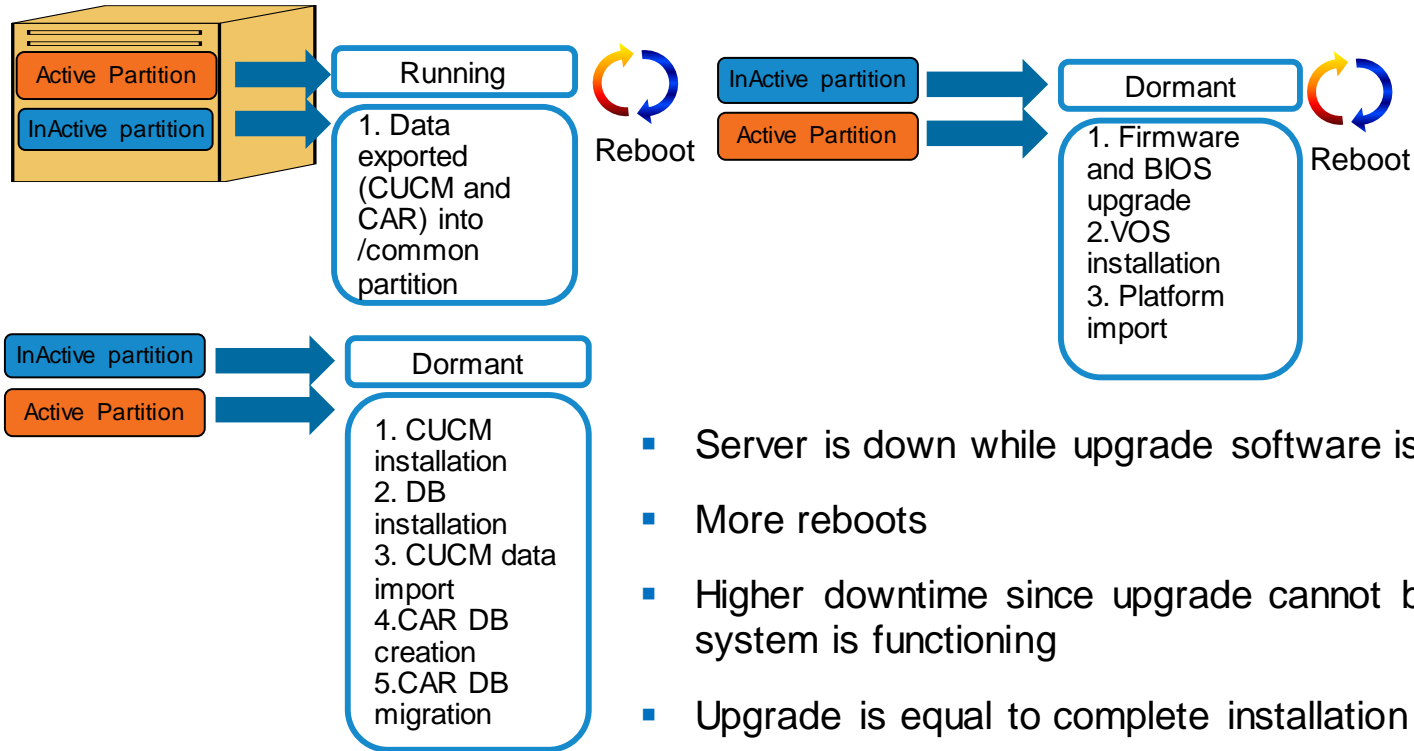 Active Partition
InActive partition
Running
1. Data
exported
(CUCM and
CAR) into
/common
partition
Reboot
InActive partition
Active Partition
Dormant
1. Firmware
and BIOS
upgrade
2.VOS
installation
3. Platform
import
Reboot
InActive partition
Active Partition
Dormant
1. CUCM
installation
2. DB
installation
3. CUCM data
import
4.CAR DB
creation
5.CAR DB
migration
▪ Server is down while upgrade software is
▪ More reboots
▪ Higher downtime since upgrade cannot
system is functioning
▪ Upgrade is equal to complete installation